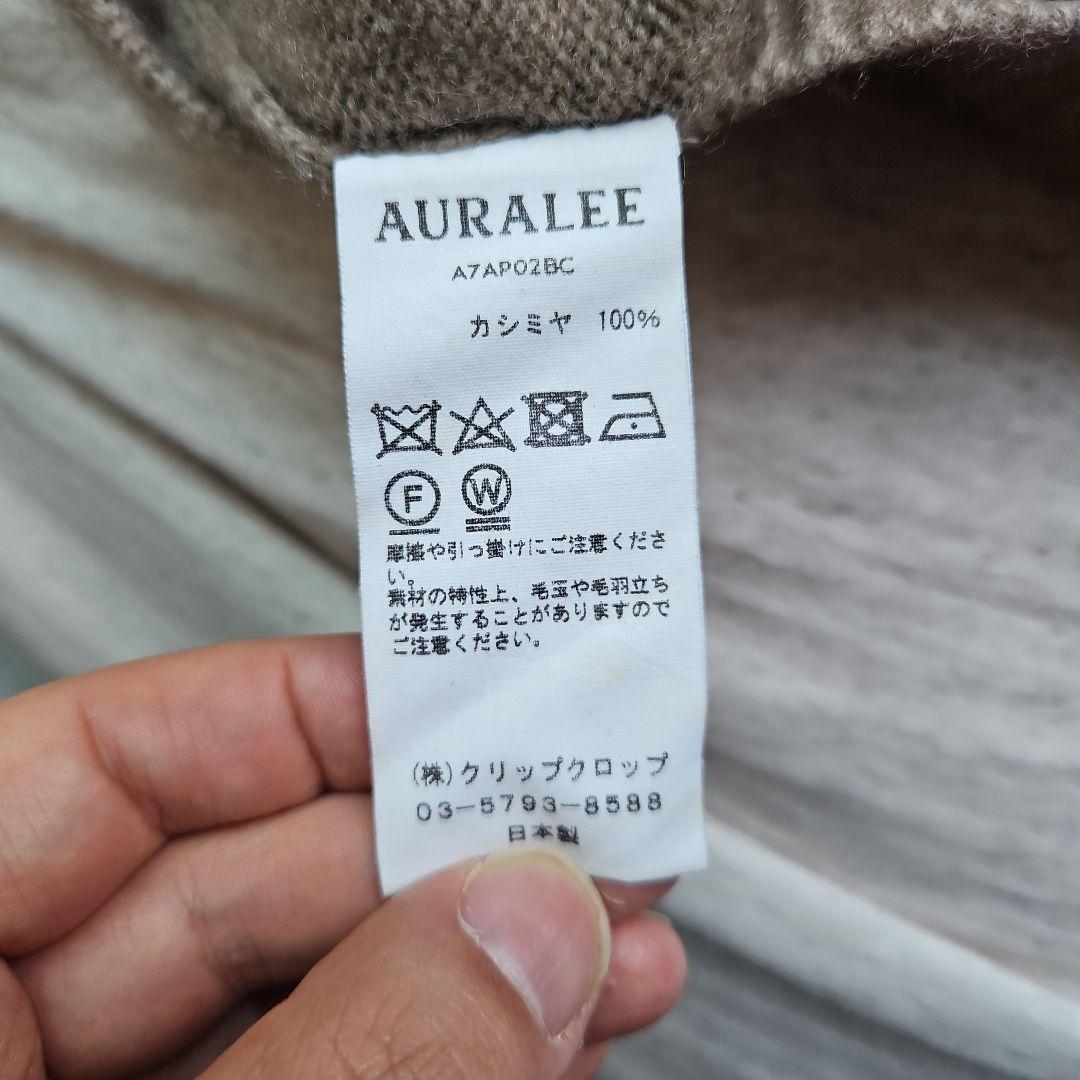 AURALEE
A7AP02BC
カシミヤ 100%
F W
摩擦や引っ掛けにご注意くださ
い。
素材の特性上、毛玉や毛羽立ち
が発生することがありますので
ご注意ください。
(株)クリップクロップ
03-5793-8588
日本製